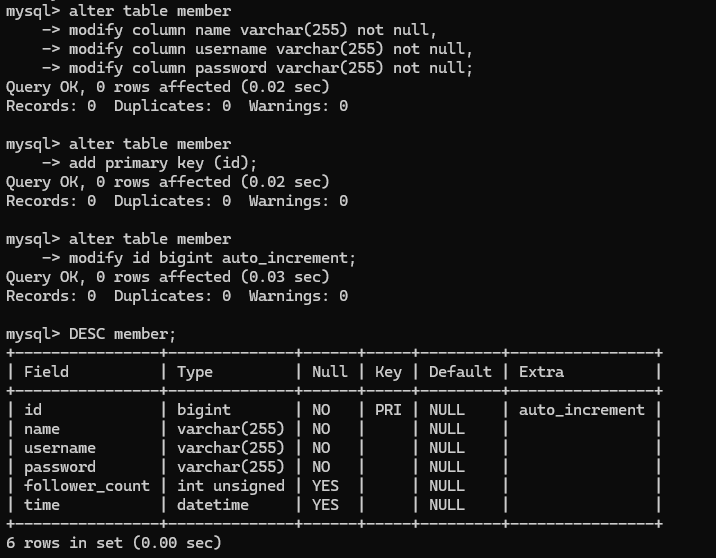 mysql> alter table member
    -> modify column name varchar(255) not null,
    -> modify column username varchar(255) not null,
    -> modify column password varchar(255) not null;
Query OK, 0 rows affected (0.02 sec)
Records: 0  Duplicates: 0  Warnings: 0

mysql> alter table member
    -> add primary key (id);
Query OK, 0 rows affected (0.02 sec)
Records: 0  Duplicates: 0  Warnings: 0

mysql> alter table member
    -> modify id bigint auto_increment;
Query OK, 0 rows affected (0.03 sec)
Records: 0  Duplicates: 0  Warnings: 0

mysql> DESC member;
+----------------+--------------+------+-----+---------+----------------+
| Field          | Type         | Null | Key | Default | Extra          |
+----------------+--------------+------+-----+---------+----------------+
| id             | bigint       | NO   | PRI | NULL    | auto_increment |
| name           | varchar(255) | NO   |     | NULL    |                |
| username       | varchar(255) | NO   |     | NULL    |                |
| password       | varchar(255) | NO   |     | NULL    |                |
| follower_count | int unsigned | YES  |     | NULL    |                |
| time           | datetime     | YES  |     | NULL    |                |
+----------------+--------------+------+-----+---------+----------------+
6 rows in set (0.00 sec)